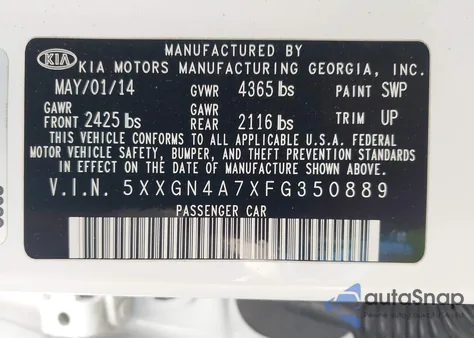 MANUFACTURED BY
KIA KIA MOTORS MANUFACTURING GEORGIA, INC.
MAY/01/14 GVWR 4365 lbs PAINT SWP
GAWR FRONT 2425 lbs GAWR REAR 2116 lbs TRIM UP
THIS VEHICLE CONFORMS TO ALL APPLICABLE U.S.A. FEDERAL
MOTOR VEHICLE SAFETY, BUMPER, AND THEFT PREVENTION
STANDARDS IN EFFECT ON THE DATE OF MANUFACTURE SHOWN ABOVE.
V.I.N. 5XXGN4A7XFG350889
PASSENGER CAR
autoSnap